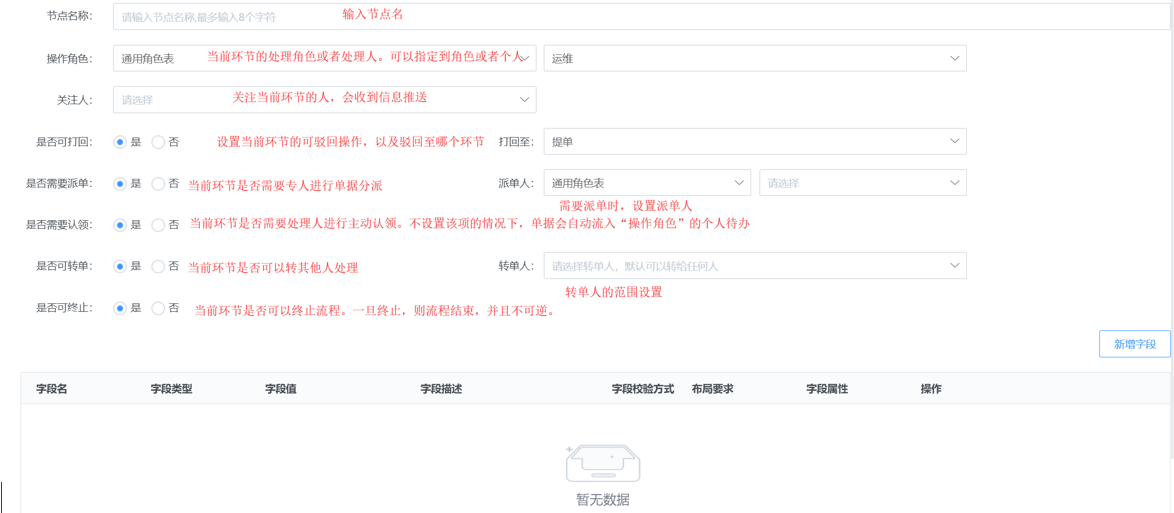 节点名称： 请输入节点名称,最多输入8个字符 输入节点名
操作角色： 通用角色表 当前环节的处理角色或者处理人。可以指定到角色或者个人 运维
关注人： 请选择 关注当前环节的人，会收到信息推送
是否可打回： 是 否 设置当前环节的可驳回操作，以及驳回至哪个环节 打回至： 提单
是否需要派单： 是 否 当前环节是否需要专人进行单据分派 派单人： 通用角色表 请选择
需要派单时，设置派单人
是否需要认领： 是 否 当前环节是否需要处理人进行主动认领。不设置该项的情况下，单据会自动流入“操作角色”的个人待办
是否可转单： 是 否 当前环节是否可以转其他人处理 转单人： 请选择转单人，默认可以转给任何人
转单人的范围设置
是否可终止： 是 否 当前环节是否可以终止流程。一旦终止，则流程结束，并且不可逆。
新增字段
字段名 字段类型 字段值 字段描述 字段校验方式 布局要求 字段属性 操作
暂无数据